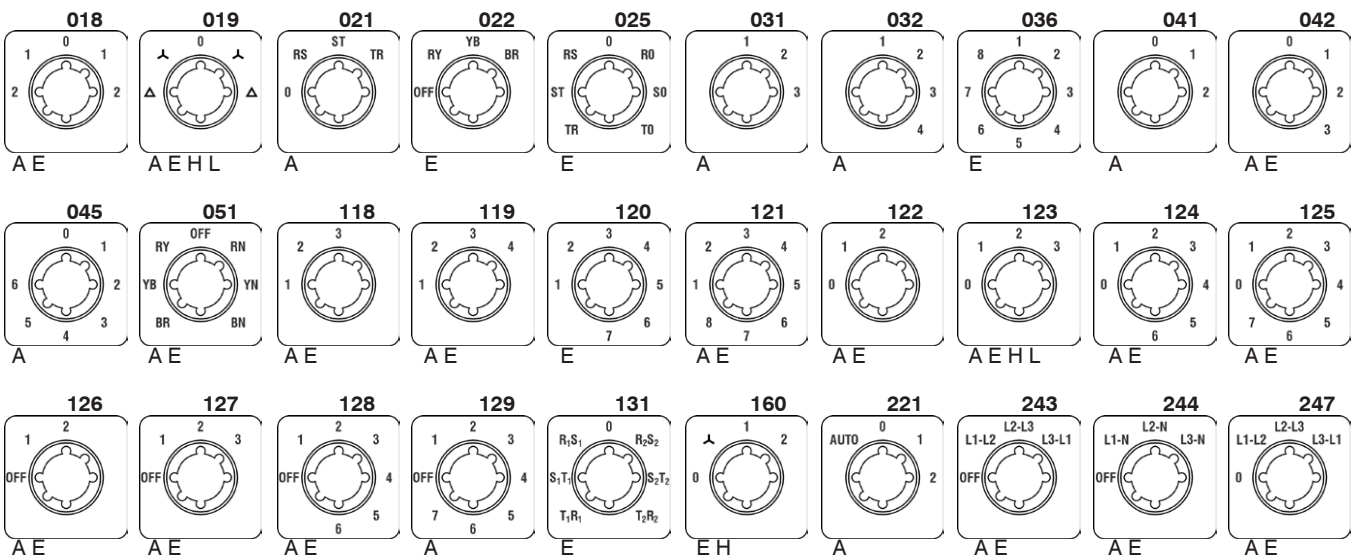 018 019 021 022 025 031 032 036 041 042
0 0 ST YB 0 1 1 1 0 0
1 1 RS TR RY BR RS R0 2 2 8 2 1 1
2 2 △ △ 0 OFF ST S0 3 3 7 3 2 2
TR T0 4 6 4 3
5
A E A E H L A E E A A E A A E
045 051 118 119 120 121 122 123 124 125
0 OFF 3 3 3 3 2 2 2 2
1 RY RN 2 2 4 2 4 2 4 1 1 3 1 3 1 3
6 2 YB YN 1 1 1 5 1 5 0 0 0 4 0 4
5 3 BR BN 6 8 6 5 7 5
4 7 7 6 6
A A E A E A E E A E A E A E H L A E A E
126 127 128 129 131 160 221 243 244 247
2 2 2 2 0 1 0 L2-L3 L2-N L2-L3
1 1 3 1 3 1 3 R₁S₁ R₂S₂ 2 AUTO 1 L1-L2 L3-L1 L1-N L3-N L1-L2 L3-L1
OFF OFF OFF 4 OFF 4 S₁T₁ S₂T₂ 0 2 OFF OFF 0
5 7 5 T₁R₁ T₂R₂
6 6
A E A E A E A E E H A A E A E A E